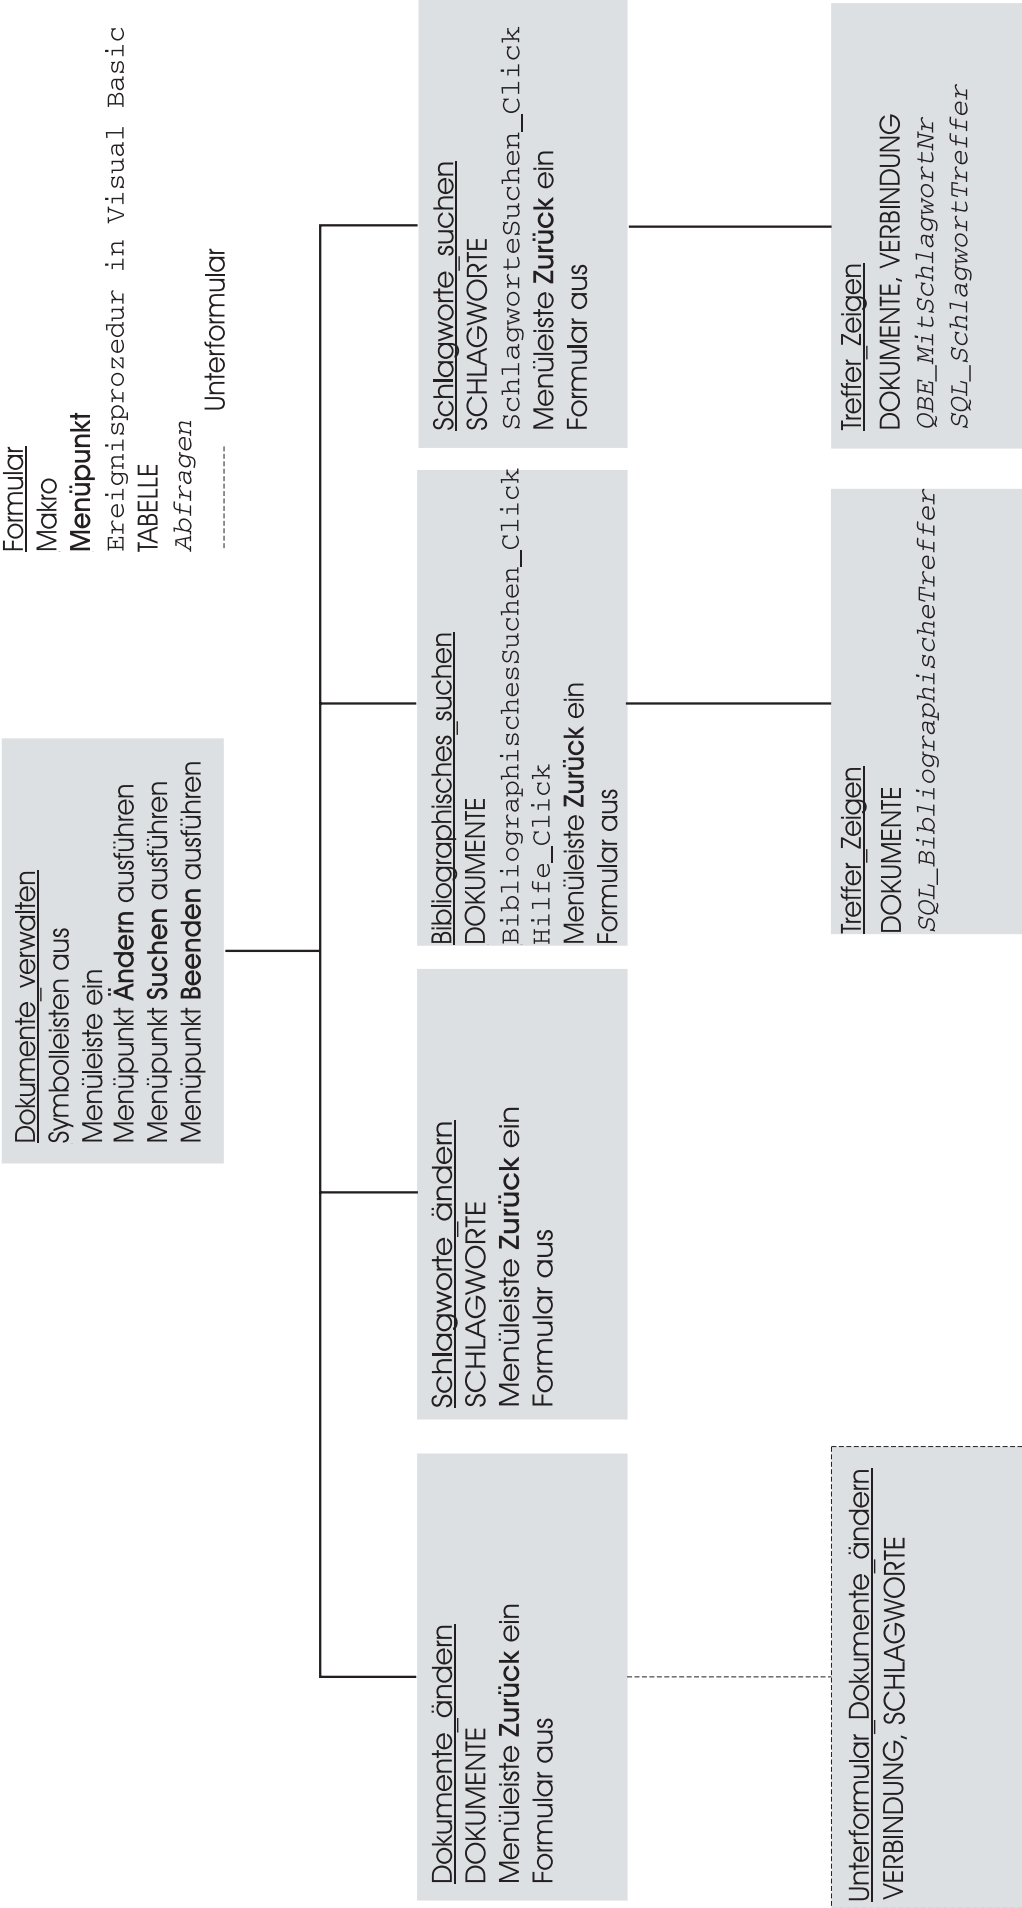 Dokumente_verwalten
Symbolleisten aus
Menüleiste ein
Menüpunkt Ändern ausführen
Menüpunkt Suchen ausführen
Menüpunkt Beenden ausführen
Formular
Makro
Menüpunkt
Ereignisprozedur in Visual Basic
TABELLE
Abfragen
Unterformular
Dokumente_ändern
DOKUMENTE
Menüleiste Zurück ein
Formular aus
Schlagworte_ändern
SCHLAGWORTE
Menüleiste Zurück ein
Formular aus
Bibliographisches_suchen
DOKUMENTE
BibliographischesSuchen_Click
Hilfe_Click
Menüleiste Zurück ein
Formular aus
Schlagworte_suchen
SCHLAGWORTE
SchlagworteSuchen_Click
Menüleiste Zurück ein
Formular aus
Unterformular_Dokumente_ändern
VERBINDUNG, SCHLAGWORTE
Treffer_Zeigen
DOKUMENTE
SQL_BibliographischeTreffer
Treffer_Zeigen
DOKUMENTE, VERBINDUNG
QBE_MitSchlagwortNr
SQL_SchlagwortTreffer